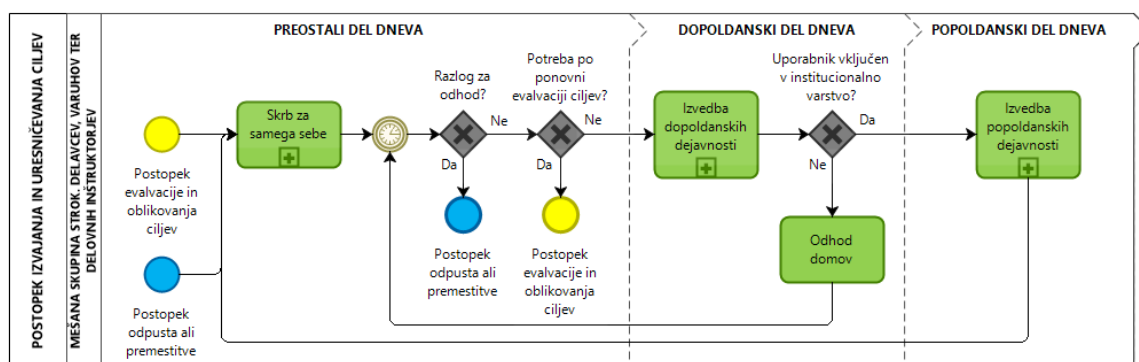 POSTOPEK IZVAJANJA IN URESNIČEVANJA CILJEV
MEŠANA SKUPINA STROK. DELAVCEV, VARUHOV TER
DELOVNIH INŠTRUKTORJEV
PREOSTALI DEL DNEVA
DOPOLDANSKI DEL DNEVA
POPOLDANSKI DEL DNEVA
Postopek
evalvacije in
oblikovanja
ciljev
Postopek
odpusta ali
premestitve
Skrb za
samega sebe
Razlog za
odhod?
Ne
Da
Postopek
odpusta ali
premestitve
Potreba po
ponovni
evalvaciji ciljev?
Ne
Da
Postopek
evalvacije in
oblikovanja
ciljev
Izvedba
dopoldanskih
dejavnosti
Uporabnik vključen
v institucionalno
varstvo?
Da
Ne
Odhod
domov
Izvedba
popoldanskih
dejavnosti